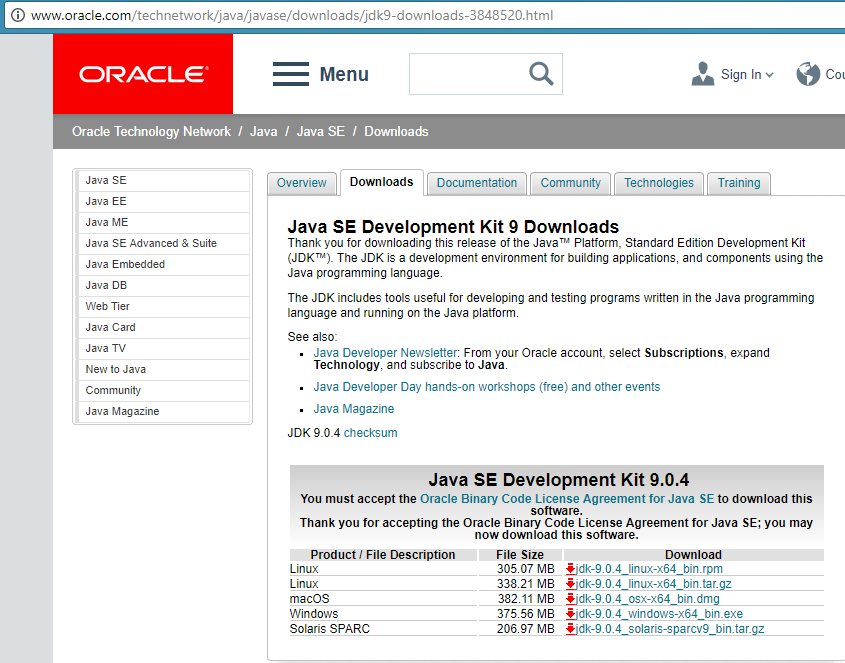 www.oracle.com/technetwork/java/javase/downloads/jdk9-downloads-3848520.html
ORACLE®
Menu
Sign In
Cou
Oracle Technology Network / Java / Java SE / Downloads
Java SE
Java EE
Java ME
Java SE Advanced & Suite
Java Embedded
Java DB
Web Tier
Java Card
Java TV
New to Java
Community
Java Magazine
Overview
Downloads
Documentation
Community
Technologies
Training
Java SE Development Kit 9 Downloads
Thank you for downloading this release of the Java™ Platform, Standard Edition Development Kit
(JDK™). The JDK is a development environment for building applications, and components using the
Java programming language.
The JDK includes tools useful for developing and testing programs written in the Java programming
language and running on the Java platform.
See also:
Java Developer Newsletter: From your Oracle account, select Subscriptions, expand
Technology, and subscribe to Java.
Java Developer Day hands-on workshops (free) and other events
Java Magazine
JDK 9.0.4 checksum
Java SE Development Kit 9.0.4
You must accept the Oracle Binary Code License Agreement for Java SE to download this
software.
Thank you for accepting the Oracle Binary Code License Agreement for Java SE; you may
now download this software.
Product / File Description File Size Download
Linux 305.07 MB jdk-9.0.4_linux-x64_bin.rpm
Linux 338.21 MB jdk-9.0.4_linux-x64_bin.tar.gz
macOS 382.11 MB jdk-9.0.4_osx-x64_bin.dmg
Windows 375.56 MB jdk-9.0.4_windows-x64_bin.exe
Solaris SPARC 206.97 MB jdk-9.0.4_solaris-sparcv9_bin.tar.gz